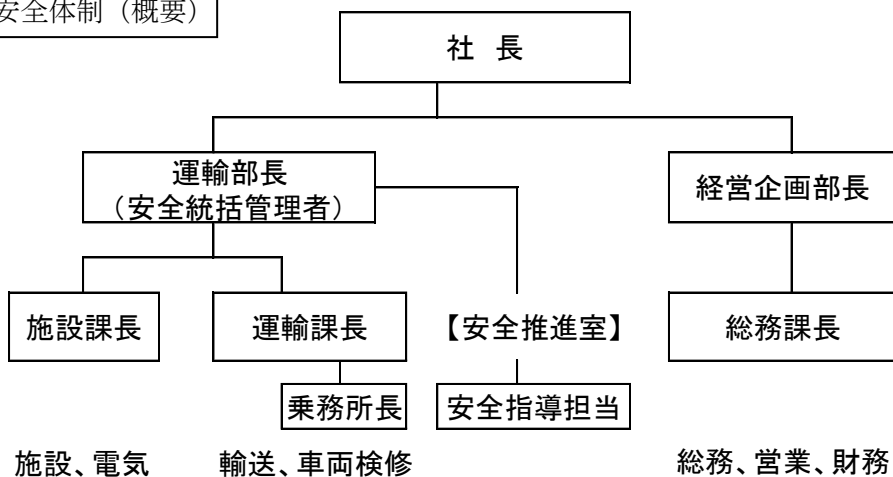 安全体制（概要）
社 長
運輸部長
（安全統括管理者）
経営企画部長
施設課長
運輸課長
【安全推進室】
総務課長
乗務所長
安全指導担当
施設、電気
輸送、車両検修
総務、営業、財務